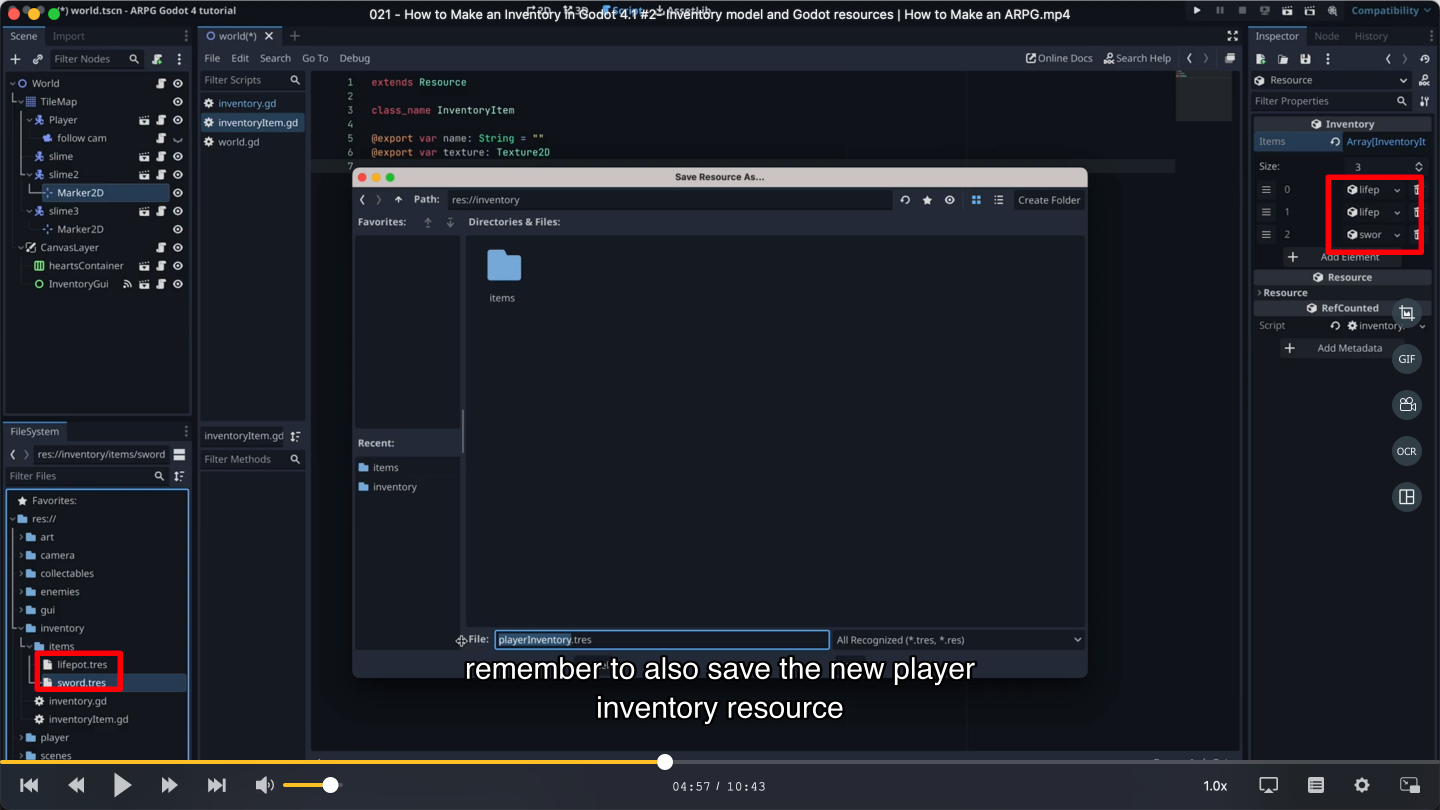 (*) world.tscn - ARPG Godot 4 tutorial
021 - How to Make an Inventory in Godot 4.1 #2- Inventory model and Godot resources | How to Make an ARPG.mp4
Compatibility
Scene
Import
Filter Nodes
World
TileMap
Player
follow cam
slime
slime2
Marker2D
slime3
Marker2D
CanvasLayer
heartsContainer
InventoryGui
FileSystem
res://inventory/items/sword
Filter Files
Favorites:
res://
art
camera
collectables
enemies
gui
inventory
items
lifepot.tres
sword.tres
inventory.gd
inventoryItem.gd
player
scenes
world(*)
File Edit Search Go To Debug
Online Docs
Search Help
Filter Scripts
inventory.gd
inventoryItem.gd
world.gd
inventoryItem.gd
Filter Methods
1 extends Resource
2
3 class_name InventoryItem
4
5 @export var name: String = ""
6 @export var texture: Texture2D
7
Save Resource As...
Path: res://inventory
Create Folder
Favorites:
Directories & Files:
items
Recent:
items
inventory
File: playerInventory.tres
All Recognized (*.tres, *.res)
remember to also save the new player
inventory resource
Inspector
Node
History
Resource
Filter Properties
Inventory
Items
Array[InventoryIt
Size: 3
0 lifep
1 lifep
2 swor
Add Element
Resource
Resource
RefCounted
Script inventory.
Add Metadata
GIF
OCR
04:57 / 10:43
1.0x